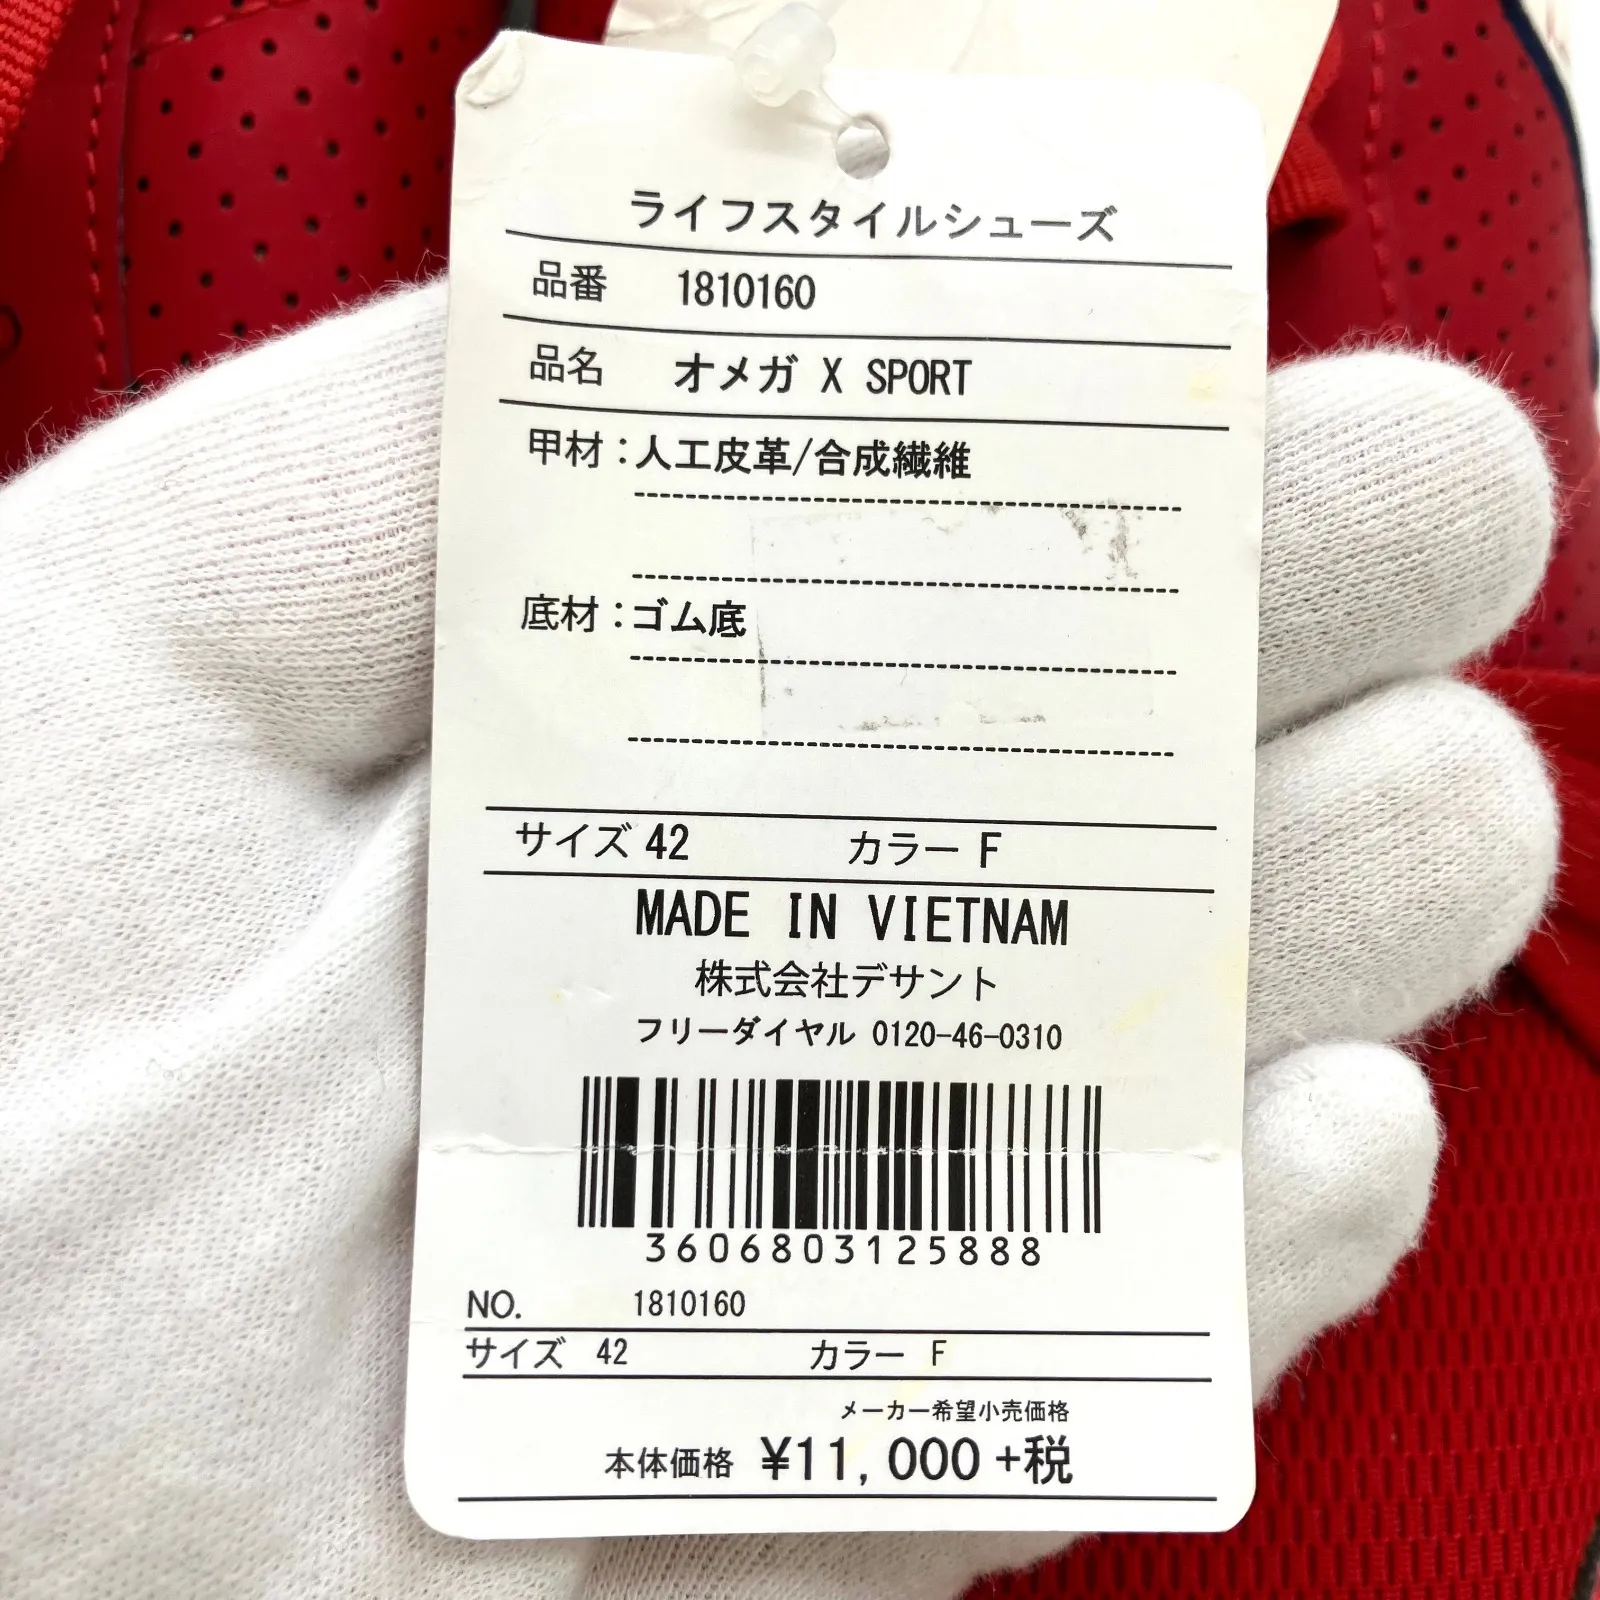 ライフスタイルシューズ
品番 1810160
品名 オメガ X SPORT
甲材:人工皮革/合成繊維
底材:ゴム底
サイズ 42 カラー F
MADE IN VIETNAM
株式会社デサント
フリーダイヤル 0120-46-0310
3606803125888
NO. 1810160
サイズ 42 カラー F
メーカー希望小売価格
本体価格 ¥11,000+税